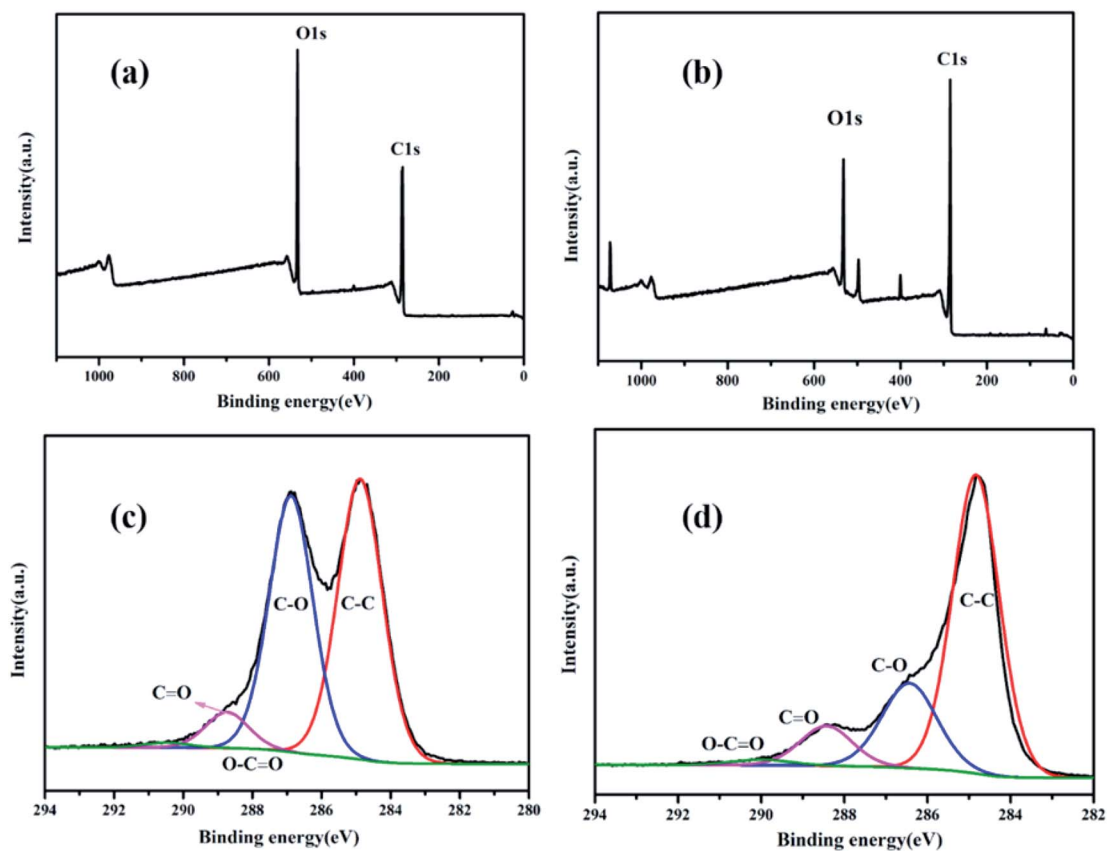 (a)
O1s
C1s
Intensity(a.u.)
1000 800 600 400 200 0
Binding energy(eV)
(b)
O1s
C1s
Intensity(a.u.)
1000 800 600 400 200 0
Binding energy(eV)
(c)
C-O
C-C
C=O
O-C=O
Intensity(a.u.)
294 292 290 288 286 284 282 280
Binding energy(eV)
(d)
C-C
C-O
C=O
O-C=O
Intensity(a.u.)
294 292 290 288 286 284 282
Binding energy(eV)